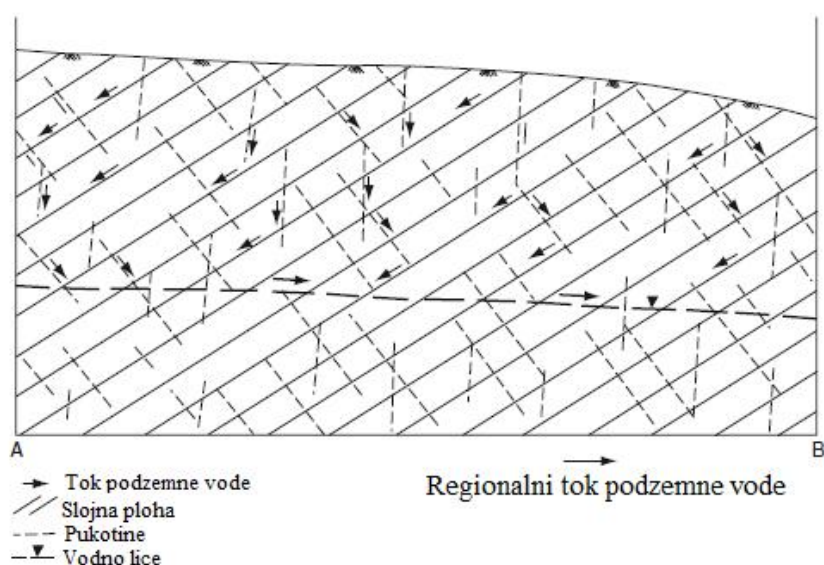 A
B
Tok podzemne vode
Slojna ploha
Pukotine
Vodno lice
Regionalni tok podzemne vode